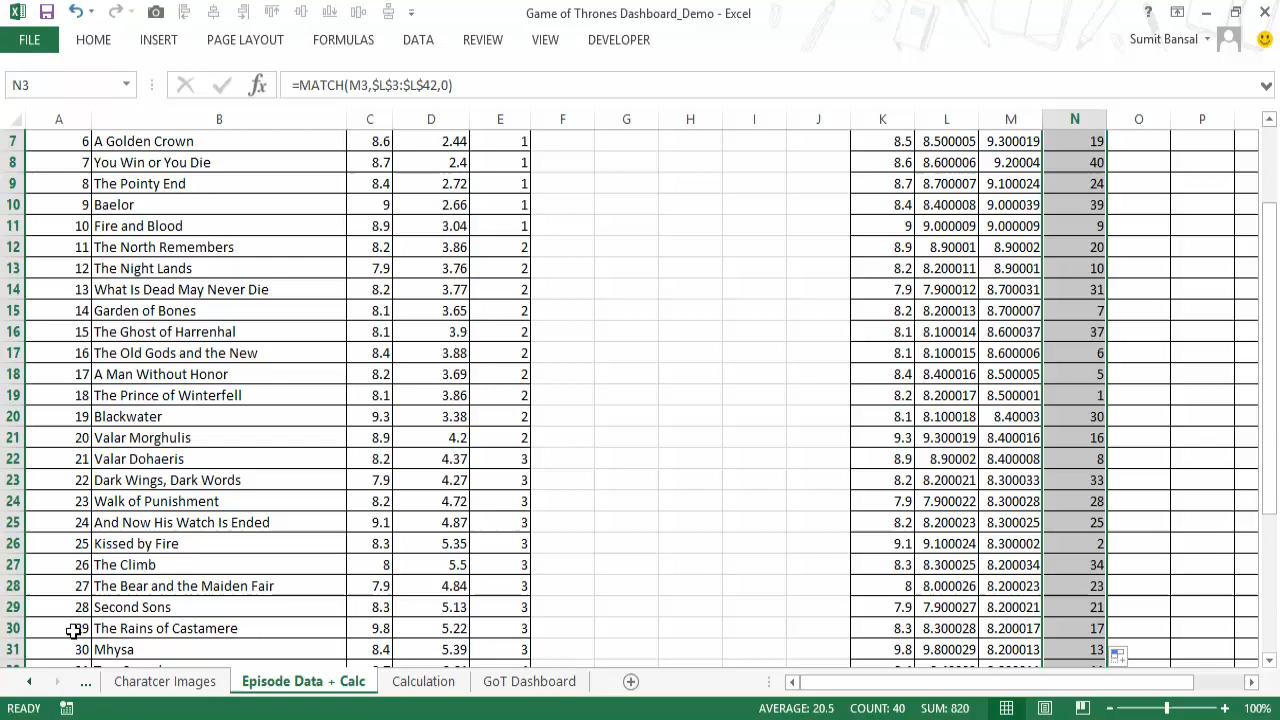 Game of Thrones Dashboard_Demo - Excel
FILE HOME INSERT PAGE LAYOUT FORMULAS DATA REVIEW VIEW DEVELOPER Sumit Bansal
N3 fx =MATCH(M3,$L$3:$L$42,0)
A B C D E F G H I J K L M N O P
7 6 A Golden Crown 8.6 2.44 1 8.5 8.500005 9.300019 19
8 7 You Win or You Die 8.7 2.4 1 8.6 8.600006 9.20004 40
9 8 The Pointy End 8.4 2.72 1 8.7 8.700007 9.100024 24
10 9 Baelor 9 2.66 1 8.4 8.400008 9.000039 39
11 10 Fire and Blood 8.9 3.04 1 9 9.000009 9.000009 9
12 11 The North Remembers 8.2 3.86 2 8.9 8.90001 8.90002 20
13 12 The Night Lands 7.9 3.76 2 8.2 8.200011 8.90001 10
14 13 What Is Dead May Never Die 8.2 3.77 2 7.9 7.900012 8.700031 31
15 14 Garden of Bones 8.1 3.65 2 8.2 8.200013 8.700007 7
16 15 The Ghost of Harrenhal 8.1 3.9 2 8.1 8.100014 8.600037 37
17 16 The Old Gods and the New 8.4 3.88 2 8.1 8.100015 8.600006 6
18 17 A Man Without Honor 8.2 3.69 2 8.4 8.400016 8.500005 5
19 18 The Prince of Winterfell 8.1 3.86 2 8.2 8.200017 8.500001 1
20 19 Blackwater 9.3 3.38 2 8.1 8.100018 8.40003 30
21 20 Valar Morghulis 8.9 4.2 2 9.3 9.300019 8.400016 16
22 21 Valar Dohaeris 8.2 4.37 3 8.9 8.90002 8.400008 8
23 22 Dark Wings, Dark Words 7.9 4.27 3 8.2 8.200021 8.300033 33
24 23 Walk of Punishment 8.2 4.72 3 7.9 7.900022 8.300028 28
25 24 And Now His Watch Is Ended 9.1 4.87 3 8.2 8.200023 8.300025 25
26 25 Kissed by Fire 8.3 5.35 3 9.1 9.100024 8.300002 2
27 26 The Climb 8 5.5 3 8.3 8.300025 8.200034 34
28 27 The Bear and the Maiden Fair 7.9 4.84 3 8 8.000026 8.200023 23
29 28 Second Sons 8.3 5.13 3 7.9 7.900027 8.200021 21
30 The Rains of Castamere 9.8 5.22 3 8.3 8.300028 8.200017 17
31 30 Mhysa 8.4 5.39 3 9.8 9.800029 8.200013 13
... Charatcer Images Episode Data + Calc Calculation GoT Dashboard
READY AVERAGE: 20.5 COUNT: 40 SUM: 820 100%